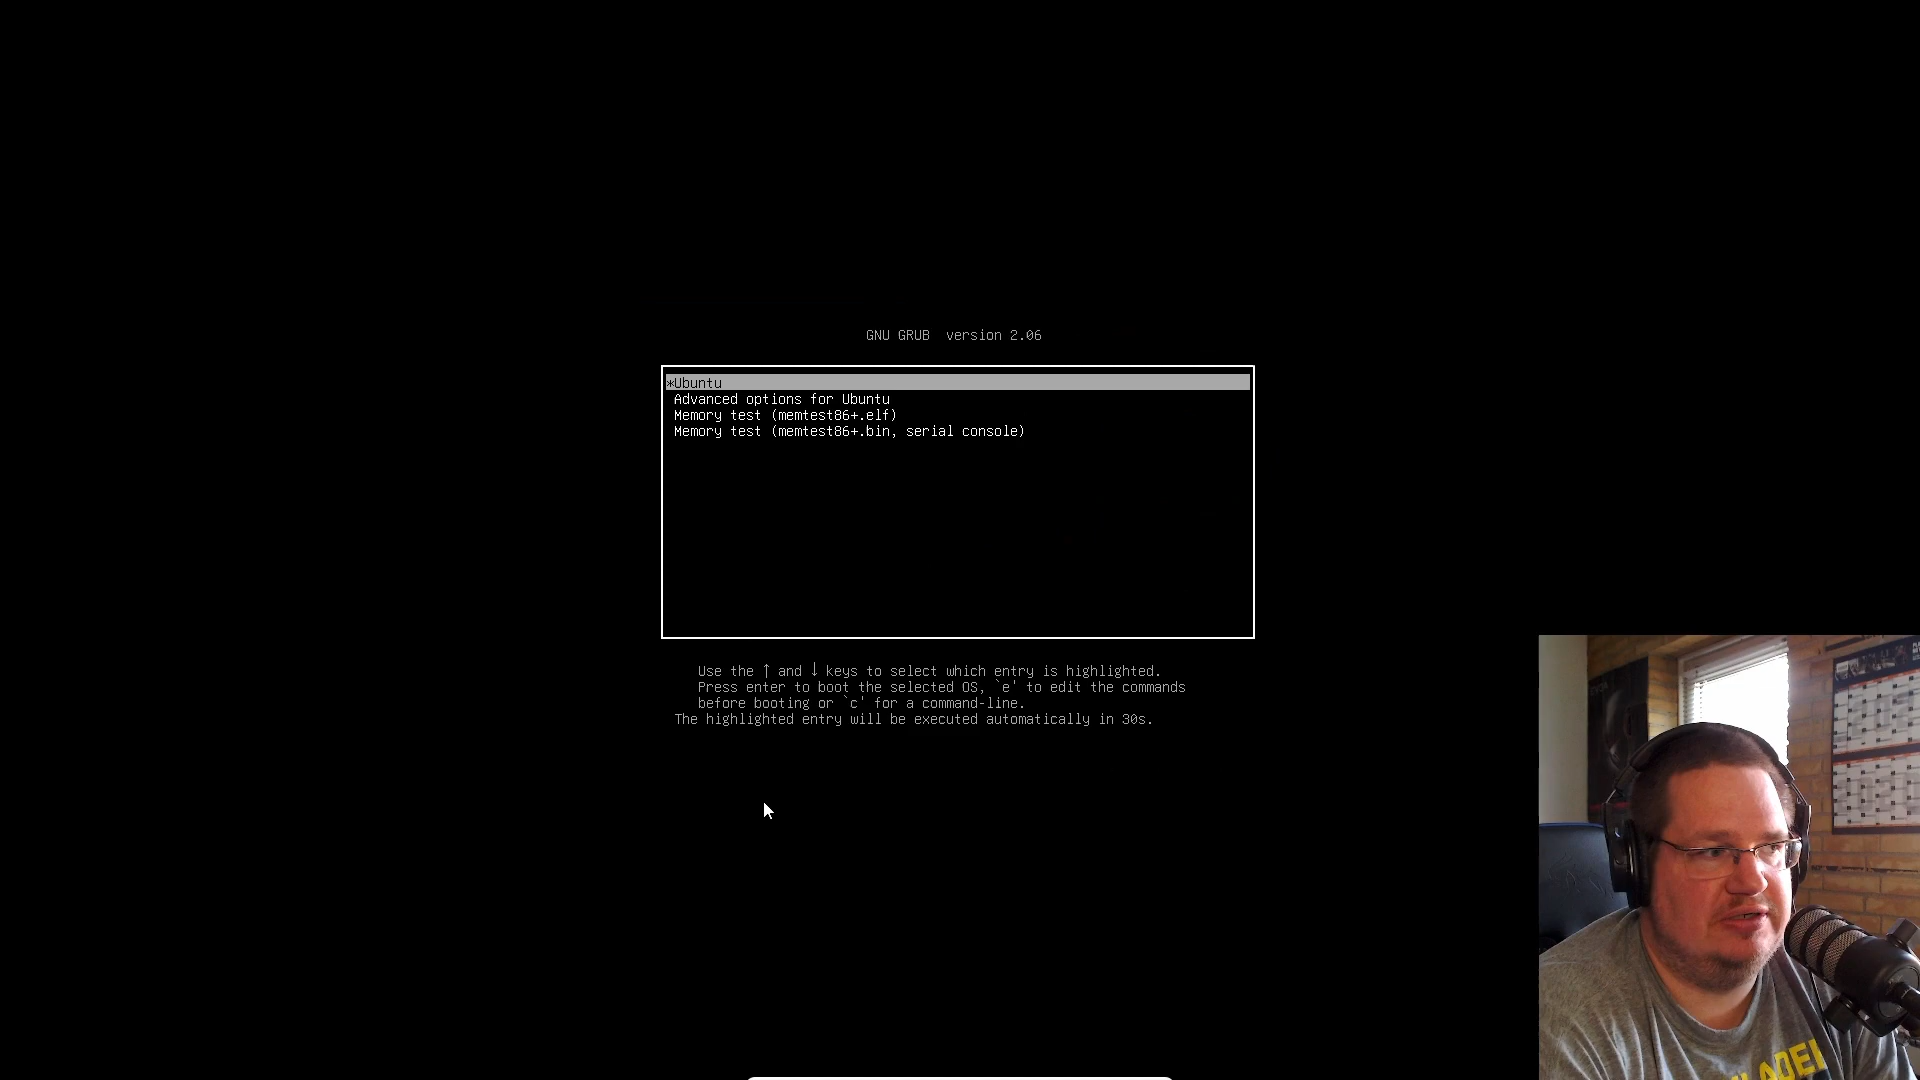 GNU GRUB  version 2.06
*Ubuntu
Advanced options for Ubuntu
Memory test (memtest86+.elf)
Memory test (memtest86+.bin, serial console)
Use the ↑ and ↓ keys to select which entry is highlighted.
Press enter to boot the selected OS, `e' to edit the commands
before booting or `c' for a command-line.
The highlighted entry will be executed automatically in 30s.